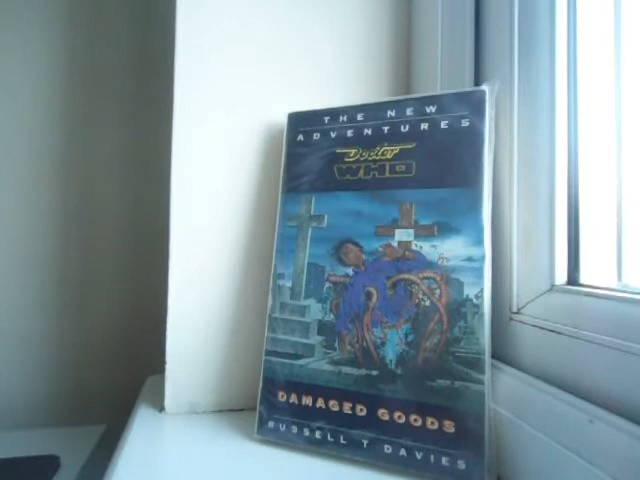 THE NEW
ADVENTURES
Doctor
WHO
DAMAGED GOODS
RUSSELL T DAVIES